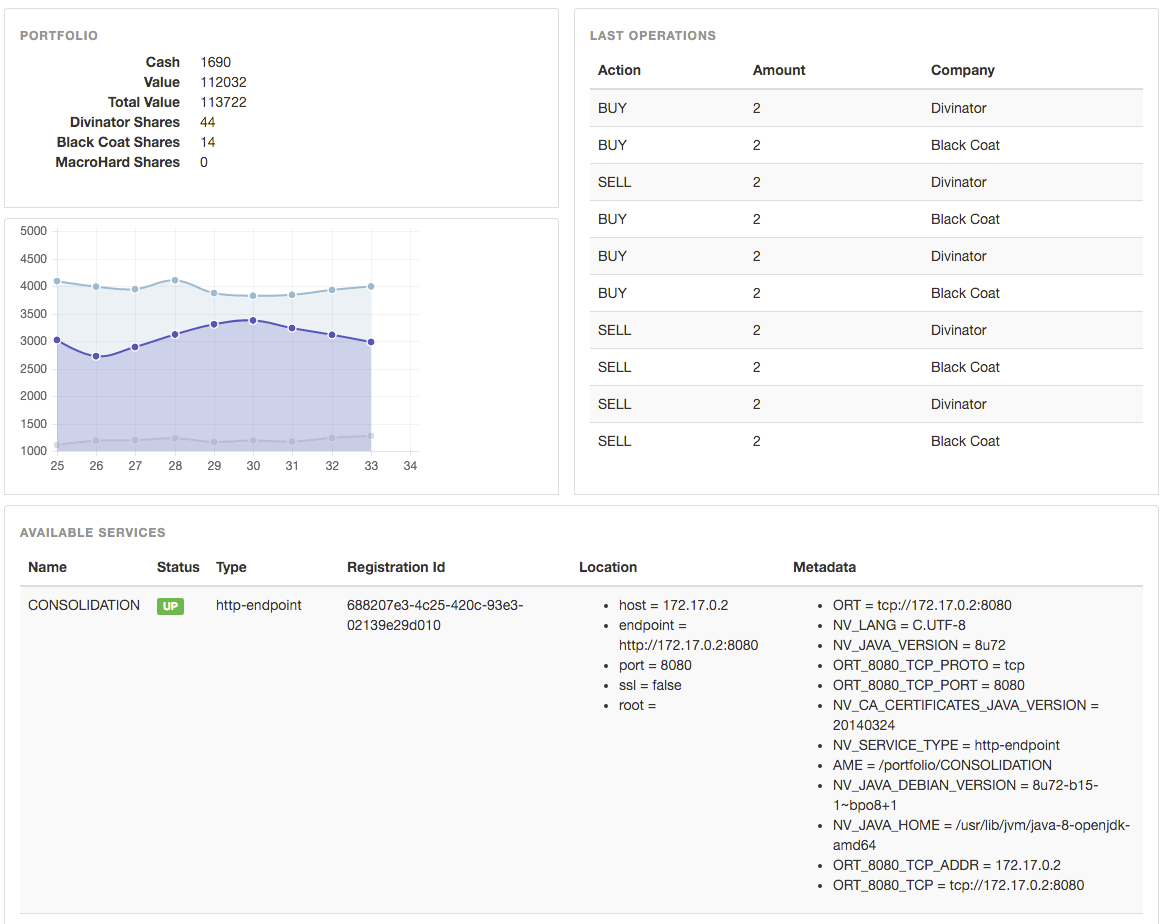 PORTFOLIO
Cash 1690
Value 112032
Total Value 113722
Divinator Shares 44
Black Coat Shares 14
MacroHard Shares 0
5000
4500
4000
3500
3000
2500
2000
1500
1000
25 26 27 28 29 30 31 32 33 34
LAST OPERATIONS
Action Amount Company
BUY 2 Divinator
BUY 2 Black Coat
SELL 2 Divinator
BUY 2 Black Coat
BUY 2 Divinator
BUY 2 Black Coat
SELL 2 Divinator
SELL 2 Black Coat
SELL 2 Divinator
SELL 2 Black Coat
AVAILABLE SERVICES
Name Status Type Registration Id Location Metadata
CONSOLIDATION UP http-endpoint 688207e3-4c25-420c-93e3-
02139e29d010
• host = 172.17.0.2
• endpoint =
http://172.17.0.2:8080
• port = 8080
• ssl = false
• root =
• ORT = tcp://172.17.0.2:8080
• NV_LANG = C.UTF-8
• NV_JAVA_VERSION = 8u72
• ORT_8080_TCP_PROTO = tcp
• ORT_8080_TCP_PORT = 8080
• NV_CA_CERTIFICATES_JAVA_VERSION =
20140324
• NV_SERVICE_TYPE = http-endpoint
• AME = /portfolio/CONSOLIDATION
• NV_JAVA_DEBIAN_VERSION = 8u72-b15-
1~bpo8+1
• NV_JAVA_HOME = /usr/lib/jvm/java-8-openjdk-
amd64
• ORT_8080_TCP_ADDR = 172.17.0.2
• ORT_8080_TCP = tcp://172.17.0.2:8080